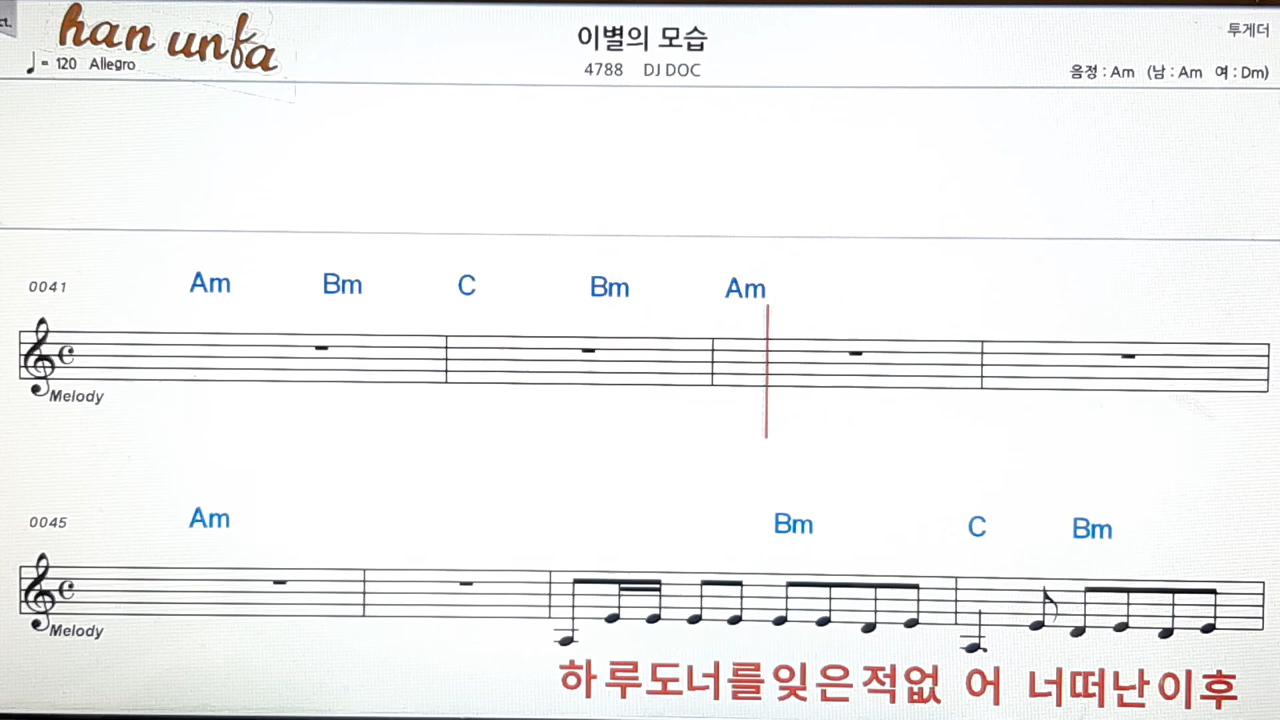 ct.
han unfa
이별의 모습
투게더
♩ = 120 Allegro
4788 DJ DOC
음정 : Am (남 : Am 여 : Dm)
0041 Am Bm C Bm Am
Melody
0045 Am Bm C Bm
Melody
하루도너를잊은적없 어 너떠난이후